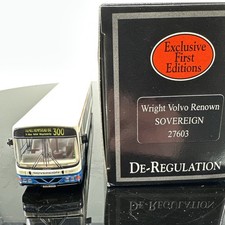 Exclusive
First
Editions
Wright Volvo Renown
SOVEREIGN
27603
DE-REGULATION
300